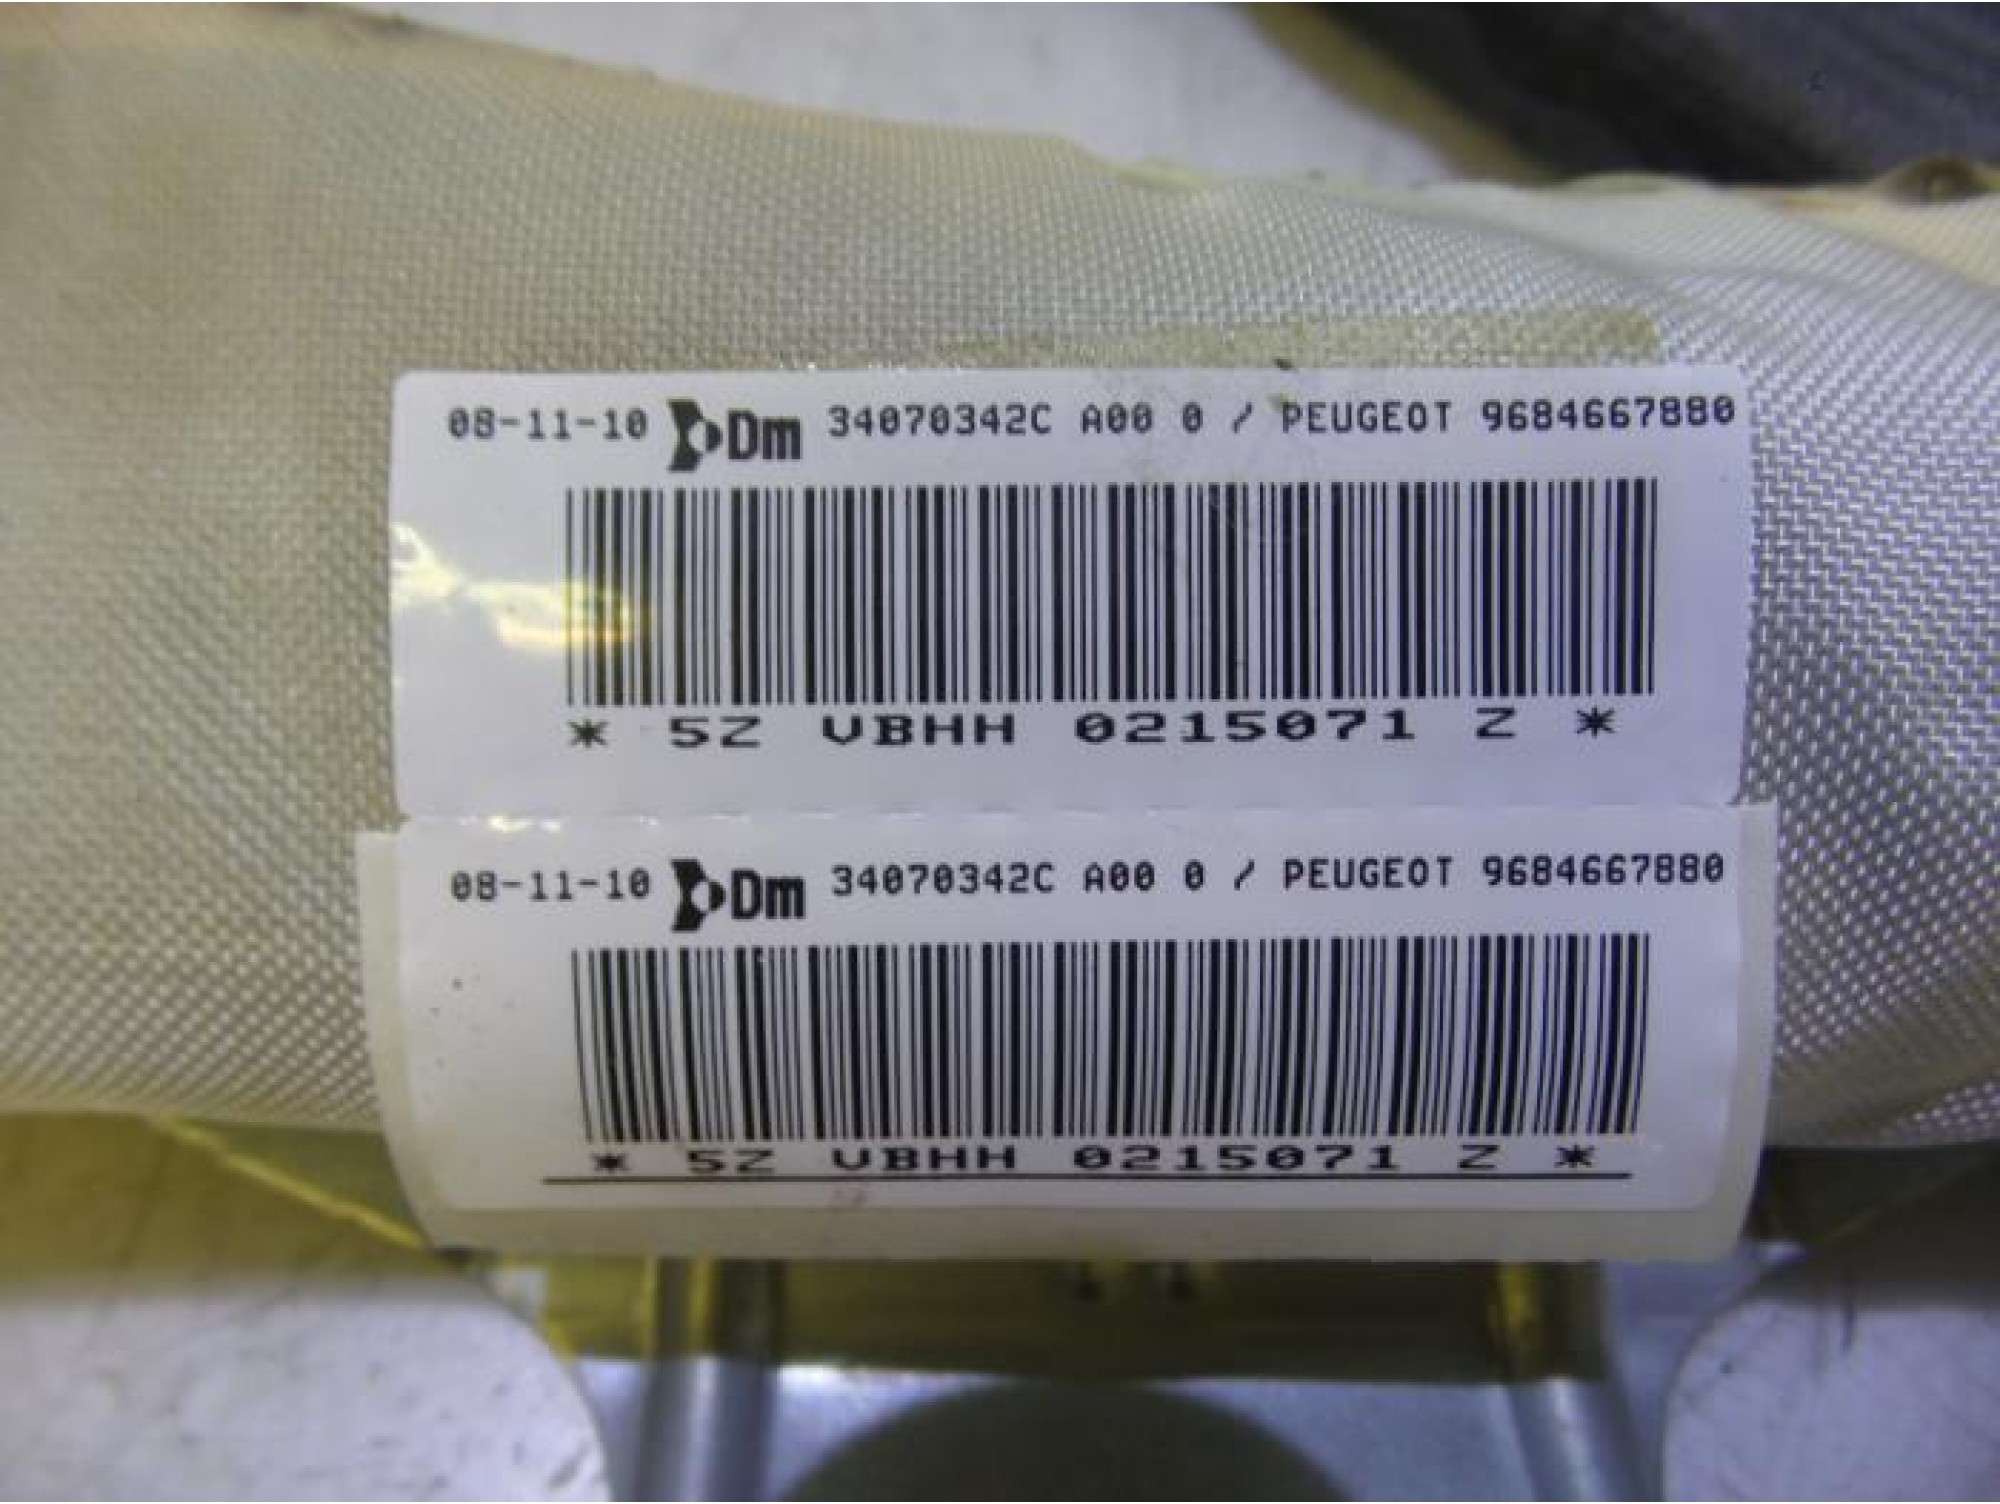 08-11-10 Dm 34070342C A00 0 / PEUGEOT 9684667880
* 5Z VBHH 0215071 Z *
08-11-10 Dm 34070342C A00 0 / PEUGEOT 9684667880
* 5Z VBHH 0215071 Z *